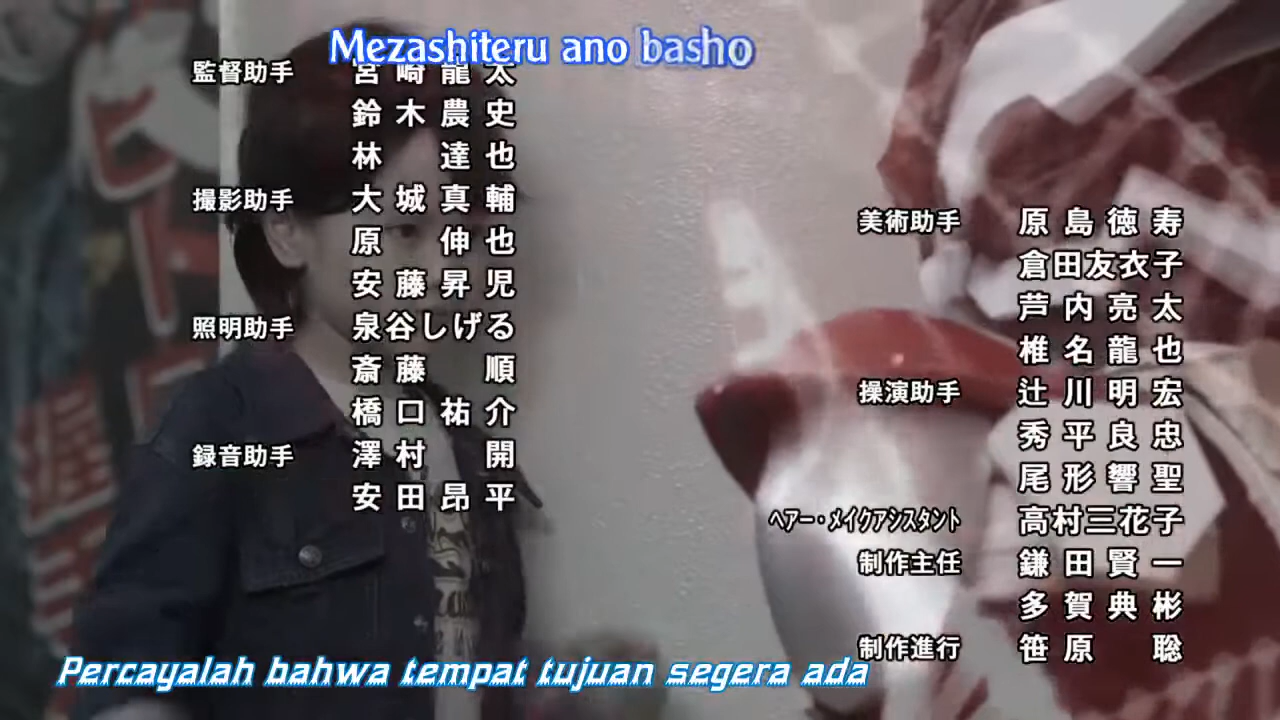 Mezashiteru ano basho
監督助手 宮崎龍太
鈴木農史
林達也
撮影助手 大城真輔
原伸也
安藤昇児
照明助手 泉谷しげる
斎藤順
橋口祐介
録音助手 澤村開
安田昂平
美術助手 原島徳寿
倉田友衣子
芦内亮太
椎名龍也
操演助手 辻川明宏
秀平良忠
尾形響聖
ヘアー・メイクアシスタント 高村三花子
制作主任 鎌田賢一
多賀典彬
制作進行 笹原聡
Percayalah bahwa tempat tujuan segera ada